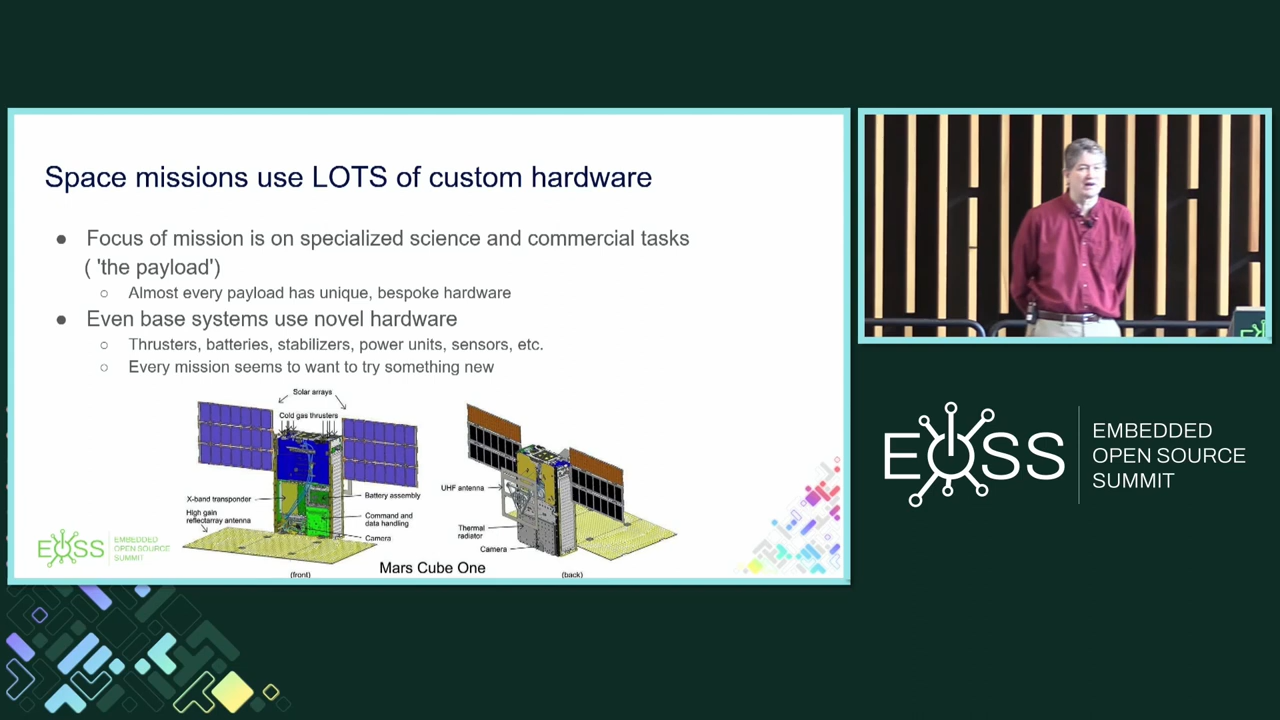 Space missions use LOTS of custom hardware
● Focus of mission is on specialized science and commercial tasks
( 'the payload')
○ Almost every payload has unique, bespoke hardware
● Even base systems use novel hardware
○ Thrusters, batteries, stabilizers, power units, sensors, etc.
○ Every mission seems to want to try something new
Solar arrays
Cold gas thrusters
X-band transponder
High gain
reflectarray antenna
Battery assembly
Command and
data handling
Camera
(front)
UHF antenna
Thermal
radiator
Camera
(back)
Mars Cube One
EOSS
EMBEDDED
OPEN SOURCE
SUMMIT
EOSS
EMBEDDED
OPEN SOURCE
SUMMIT